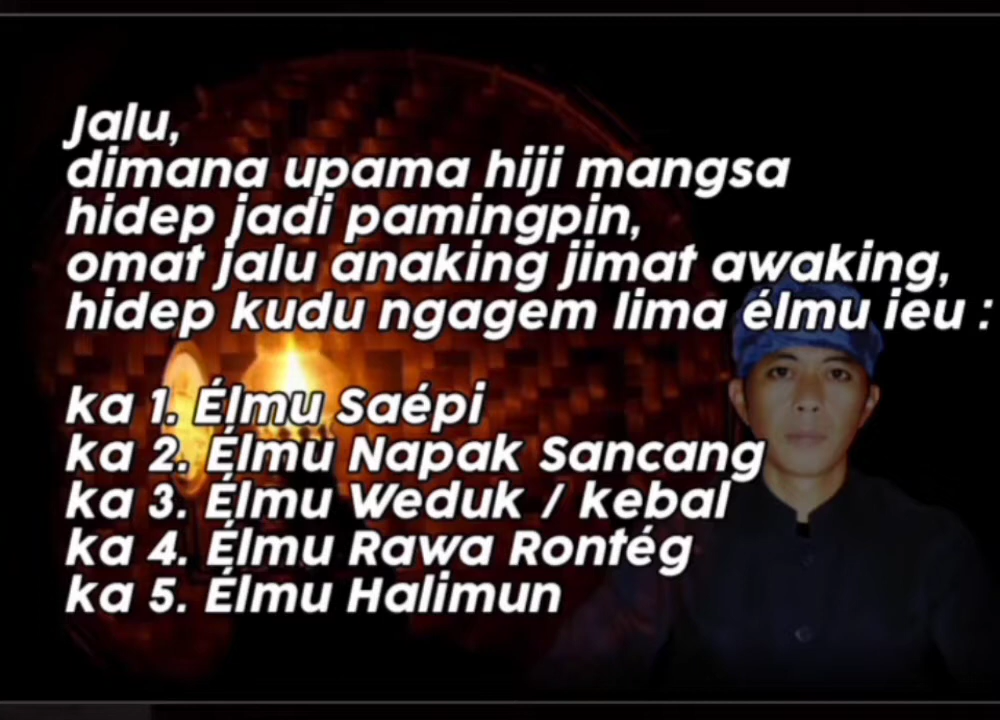 Jalu,
dimana upama hiji mangsa
hidep jadi pamingpin,
omat jalu anaking jimat awaking,
hidep kudu ngagem lima élmu ieu :
ka 1. Élmu Saépi
ka 2. Élmu Napak Sancang
ka 3. Élmu Weduk / kebal
ka 4. Élmu Rawa Rontég
ka 5. Élmu Halimun